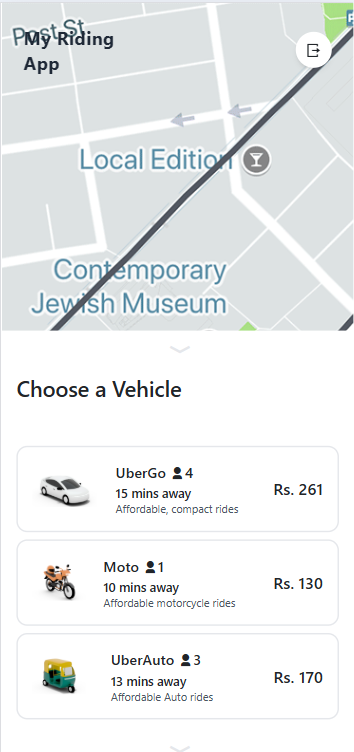 Post St
My Riding
App
Local Edition
Contemporary
Jewish Museum
Choose a Vehicle
UberGo 4
15 mins away
Affordable, compact rides
Rs. 261
Moto 1
10 mins away
Affordable motorcycle rides
Rs. 130
UberAuto 3
13 mins away
Affordable Auto rides
Rs. 170